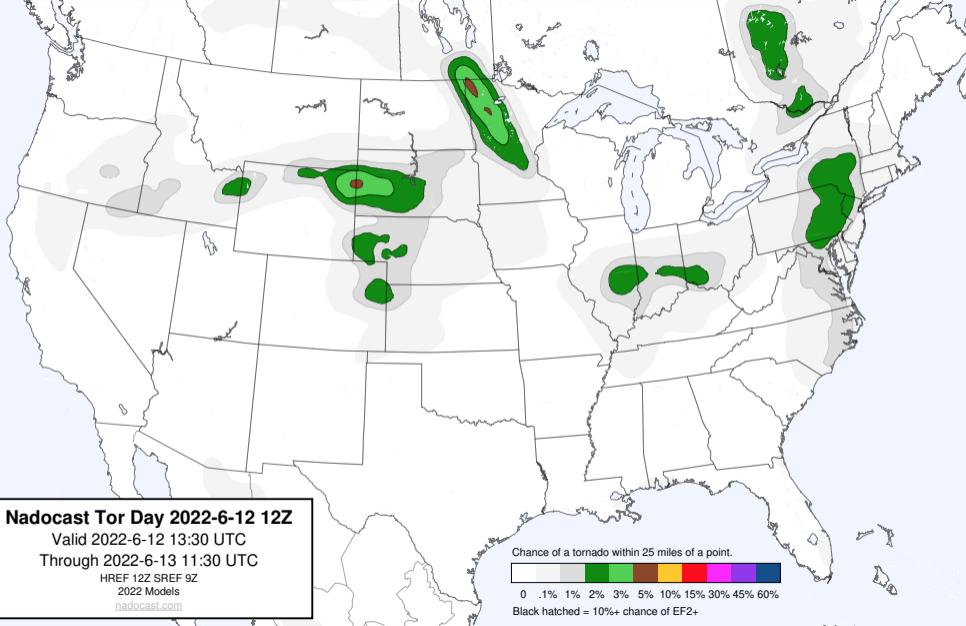 Nadocast Tor Day 2022-6-12 12Z
Valid 2022-6-12 13:30 UTC
Through 2022-6-13 11:30 UTC
HREF 12Z SREF 9Z
2022 Models
nadocast.com
Chance of a tornado within 25 miles of a point.
0 .1% 1% 2% 3% 5% 10% 15% 30% 45% 60%
Black hatched = 10%+ chance of EF2+